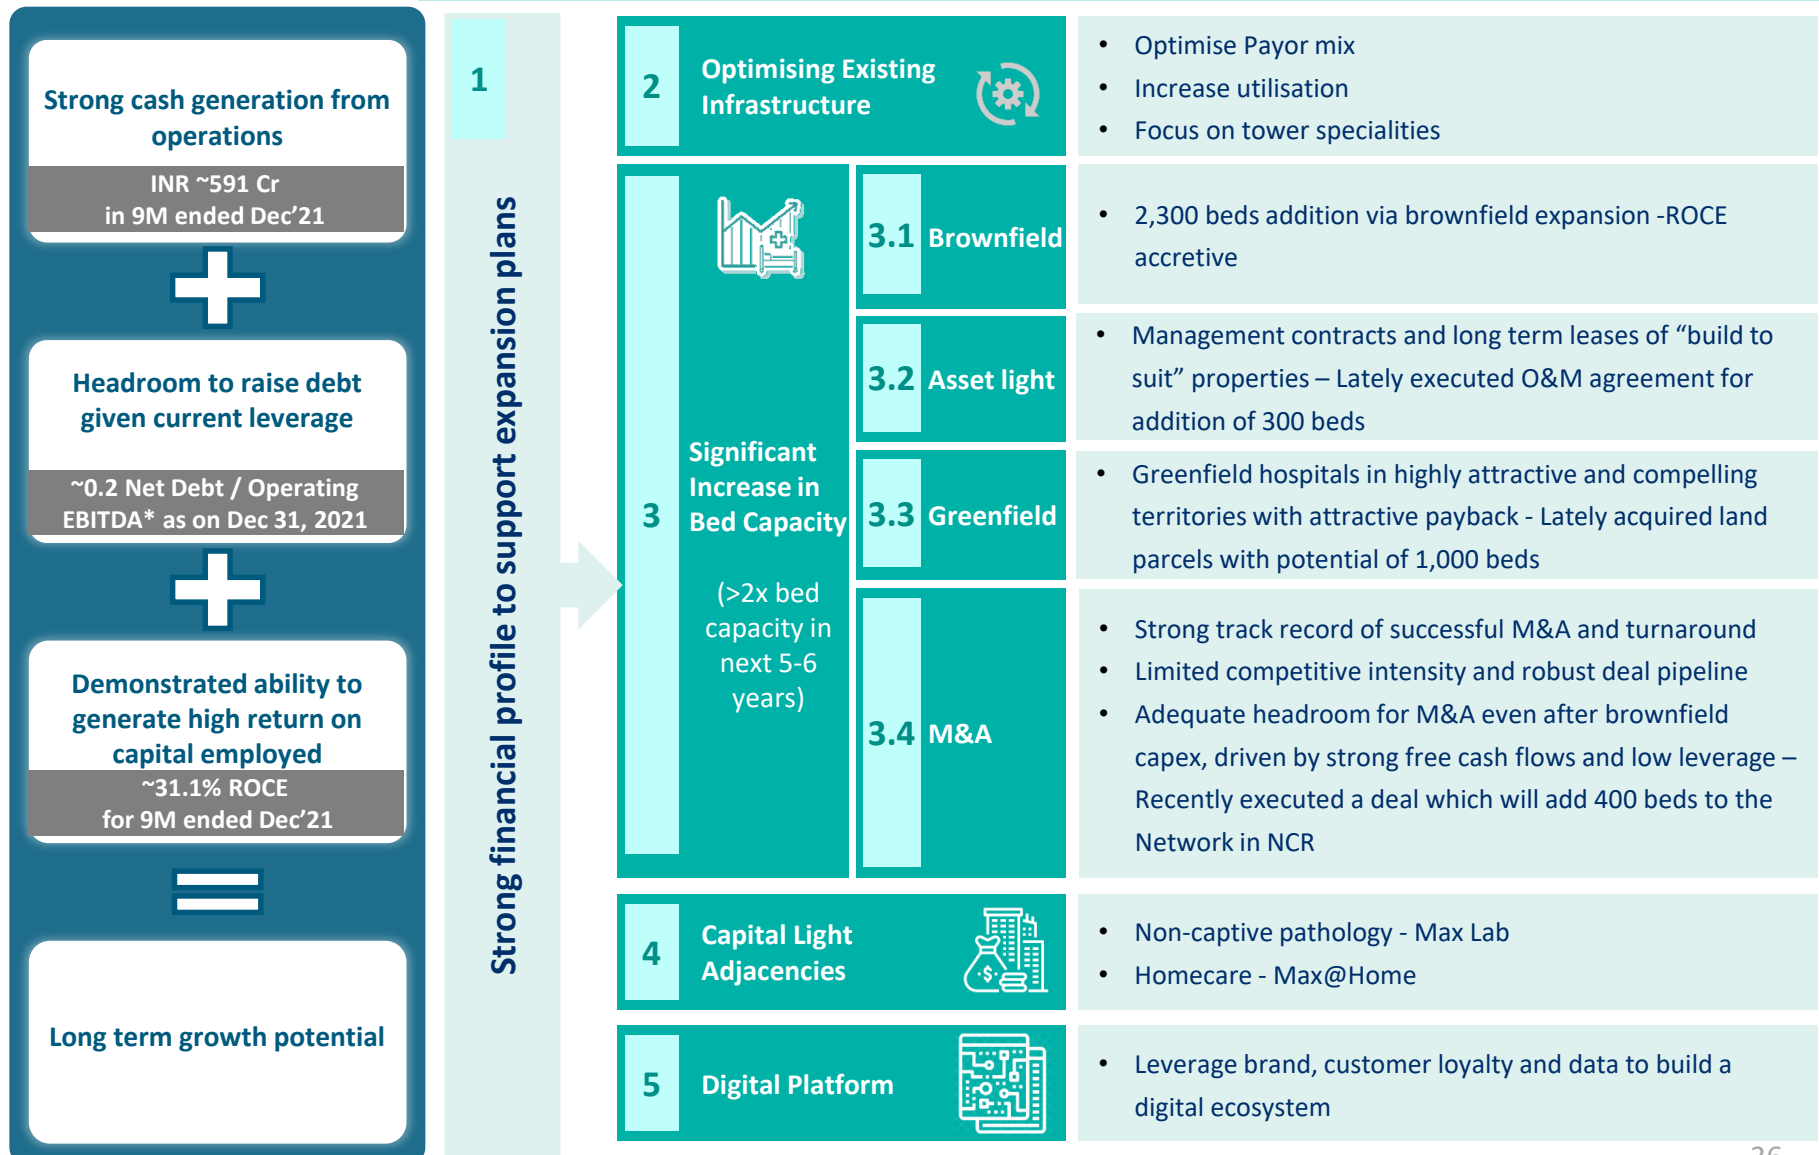 Strong cash generation from
operations
INR ~591 Cr
in 9M ended Dec'21
Headroom to raise debt
given current leverage
~0.2 Net Debt / Operating
EBITDA* as on Dec 31, 2021
Demonstrated ability to
generate high return on
capital employed
~31.1% ROCE
for 9M ended Dec'21
Long term growth potential
1
Strong financial profile to support expansion plans
2
Optimising Existing
Infrastructure
• Optimise Payor mix
• Increase utilisation
• Focus on tower specialities
3
Significant
Increase in
Bed Capacity
(>2x bed
capacity in
next 5-6
years)
3.1 Brownfield
• 2,300 beds addition via brownfield expansion -ROCE
accretive
3.2 Asset light
• Management contracts and long term leases of “build to
suit” properties – Lately executed O&M agreement for
addition of 300 beds
3.3 Greenfield
• Greenfield hospitals in highly attractive and compelling
territories with attractive payback - Lately acquired land
parcels with potential of 1,000 beds
3.4 M&A
• Strong track record of successful M&A and turnaround
• Limited competitive intensity and robust deal pipeline
• Adequate headroom for M&A even after brownfield
capex, driven by strong free cash flows and low leverage –
Recently executed a deal which will add 400 beds to the
Network in NCR
4
Capital Light
Adjacencies
• Non-captive pathology - Max Lab
• Homecare - Max@Home
5
Digital Platform
• Leverage brand, customer loyalty and data to build a
digital ecosystem